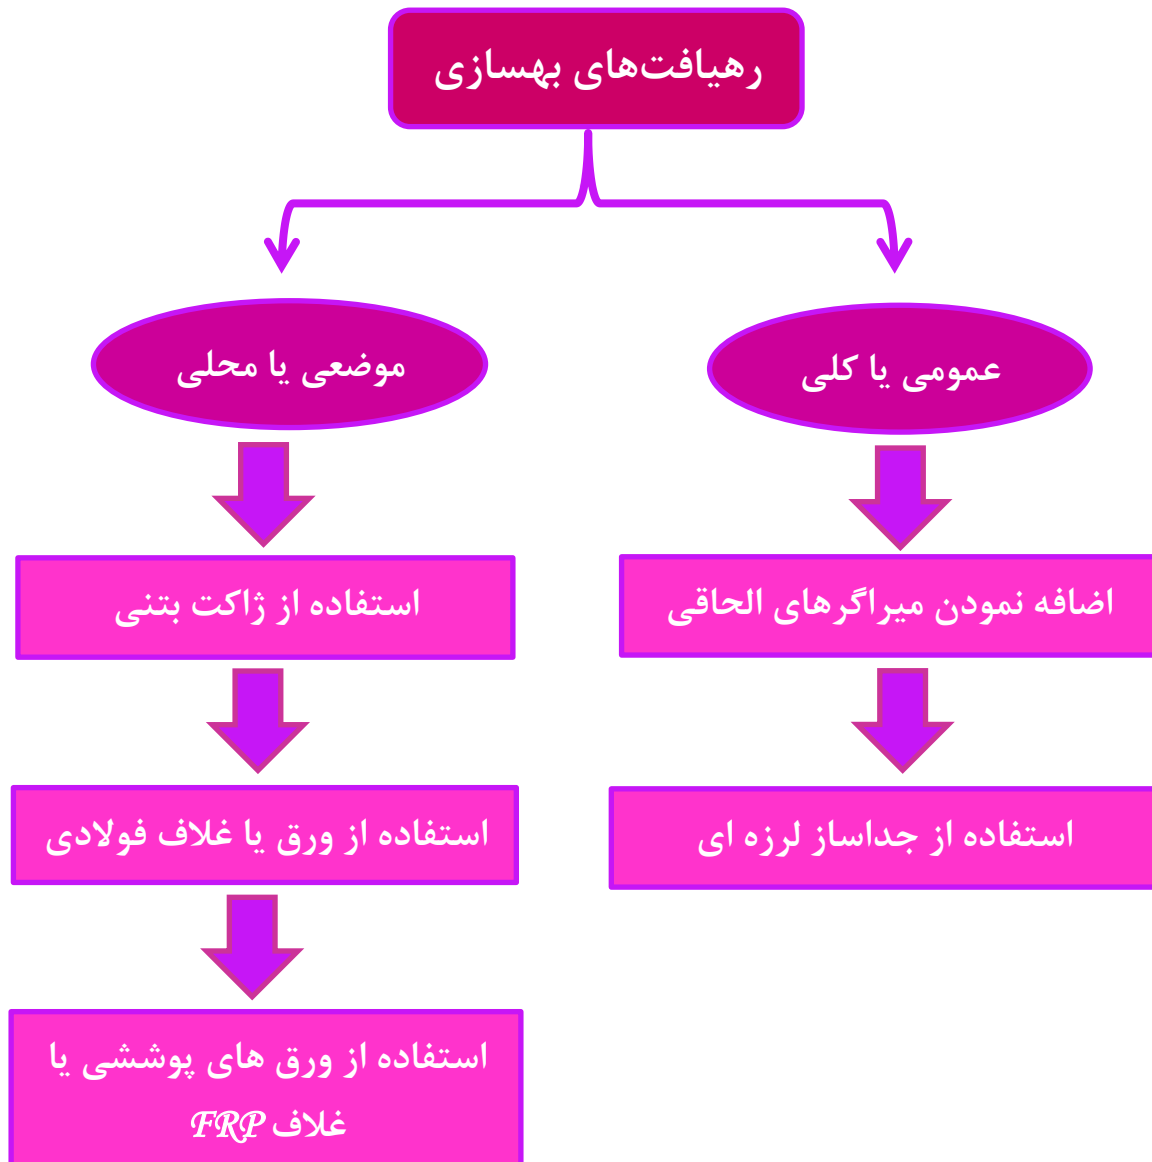 رهیافت‌های بهسازی
عمومی یا کلی
موضعی یا محلی
اضافه نمودن میراگرهای الحاقی
استفاده از جداساز لرزه ای
استفاده از ژاکت بتنی
استفاده از ورق یا غلاف فولادی
استفاده از ورق های پوششی یا
غلاف FRP